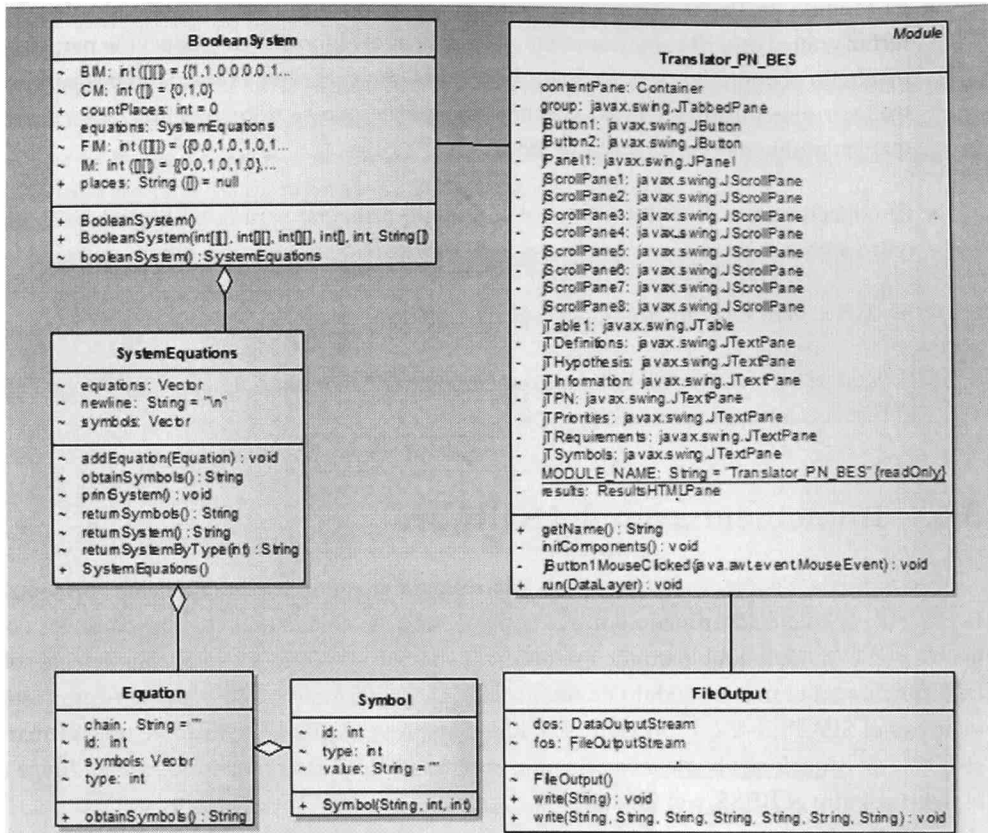 BooleanSystem
~ BIM: int ([][]) = {{1,1,0,0,0,0,1...
~ CM: int ([]) = {0,1,0}
~ countPlaces: int = 0
~ equations: SystemEquations
~ FIM: int ([][]) = {{0,0,1,0,1,0,1...
~ IM: int ([][]) = {{0,0,1,0,1,0}...
+ places: String ([]) = null
+ BooleanSystem()
+ BooleanSystem(int[][], int[][], int[][], int[], int, String[])
~ booleanSystem() : SystemEquations
SystemEquations
~ equations: Vector
~ newline: String = "\n"
~ symbols: Vector
~ addEquation(Equation) : void
+ obtainSymbols() : String
~ printSystem() : void
~ returnSymbols() : String
~ returnSystem() : String
~ returnSystemByType(int) : String
+ SystemEquations()
Equation
~ chain: String = ""
~ id: int
~ symbols: Vector
~ type: int
+ obtainSymbols() : String
Symbol
~ id: int
~ type: int
~ value: String = ""
+ Symbol(String, int, int)
Module
Translator_PN_BES
- contentPane: Container
- group: javax.swing.JTabbedPane
- jButton1: javax.swing.JButton
- jButton2: javax.swing.JButton
- jPanel1: javax.swing.JPanel
- jScrollPane1: javax.swing.JScrollPane
- jScrollPane2: javax.swing.JScrollPane
- jScrollPane3: javax.swing.JScrollPane
- jScrollPane4: javax.swing.JScrollPane
- jScrollPane5: javax.swing.JScrollPane
- jScrollPane6: javax.swing.JScrollPane
- jScrollPane7: javax.swing.JScrollPane
- jScrollPane8: javax.swing.JScrollPane
- jTable1: javax.swing.JTable
- jTDefinitions: javax.swing.JTextPane
- jTHypothesis: javax.swing.JTextPane
- jTInformation: javax.swing.JTextPane
- jTPN: javax.swing.JTextPane
- jTPriorities: javax.swing.JTextPane
- jTRequirements: javax.swing.JTextPane
- jTSymbols: javax.swing.JTextPane
- MODULE_NAME: String = "Translator_PN_BES" {readOnly}
- results: ResultsHTMLPane
+ getName() : String
- initComponents() : void
- jButton1MouseClicked(java.awt.event.MouseEvent) : void
+ run(DataLayer) : void
FileOutput
~ dos: DataOutputStream
~ fos: FileOutputStream
+ FileOutput()
+ write(String) : void
+ write(String, String, String, String, String, String, String) : void